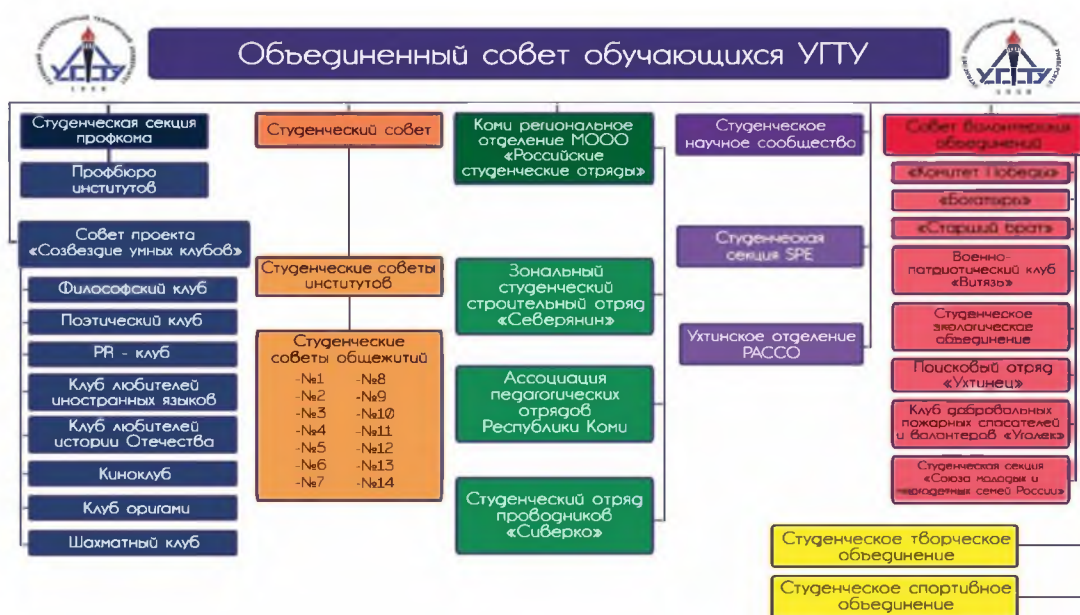 Объединенный совет обучающихся УГТУ
УГТУ
1958
УГТУ
1958
Студенческая секция
профкома
Профбюро
институтов
Совет проекта
«Созвездие умных клубов»
Философский клуб
Поэтический клуб
PR - клуб
Клуб любителей
иностранных языков
Клуб любителей
истории Отечества
Киноклуб
Клуб оригами
Шахматный клуб
Студенческий совет
Студенческие советы
институтов
Студенческие
советы общежитий
-№1 -№8
-№2 -№9
-№3 -№10
-№4 -№11
-№5 -№12
-№6 -№13
-№7 -№14
Коми региональное
отделение МООО
«Российские
студенческие отряды»
Зональный
студенческий
строительный отряд
«Северянин»
Ассоциация
педагогических
отрядов
Республики Коми
Студенческий отряд
проводников
«Сиверко»
Студенческое
научное сообщество
Студенческая
секция SPE
Ухтинское отделение
РАССО
Совет волонтерских
объединений
«Комитет Победы»
«Богатырь»
«Старший брат»
Военно-
патриотический клуб
«Витязь»
Студенческое
экологическое
объединение
Поисковый отряд
«Ухтинец»
Клуб добровольных
пожарных спасателей
и волонтеров «Уголек»
Студенческая секция
«Союза молодых и
многодетных семей России»
Студенческое творческое
объединение
Студенческое спортивное
объединение